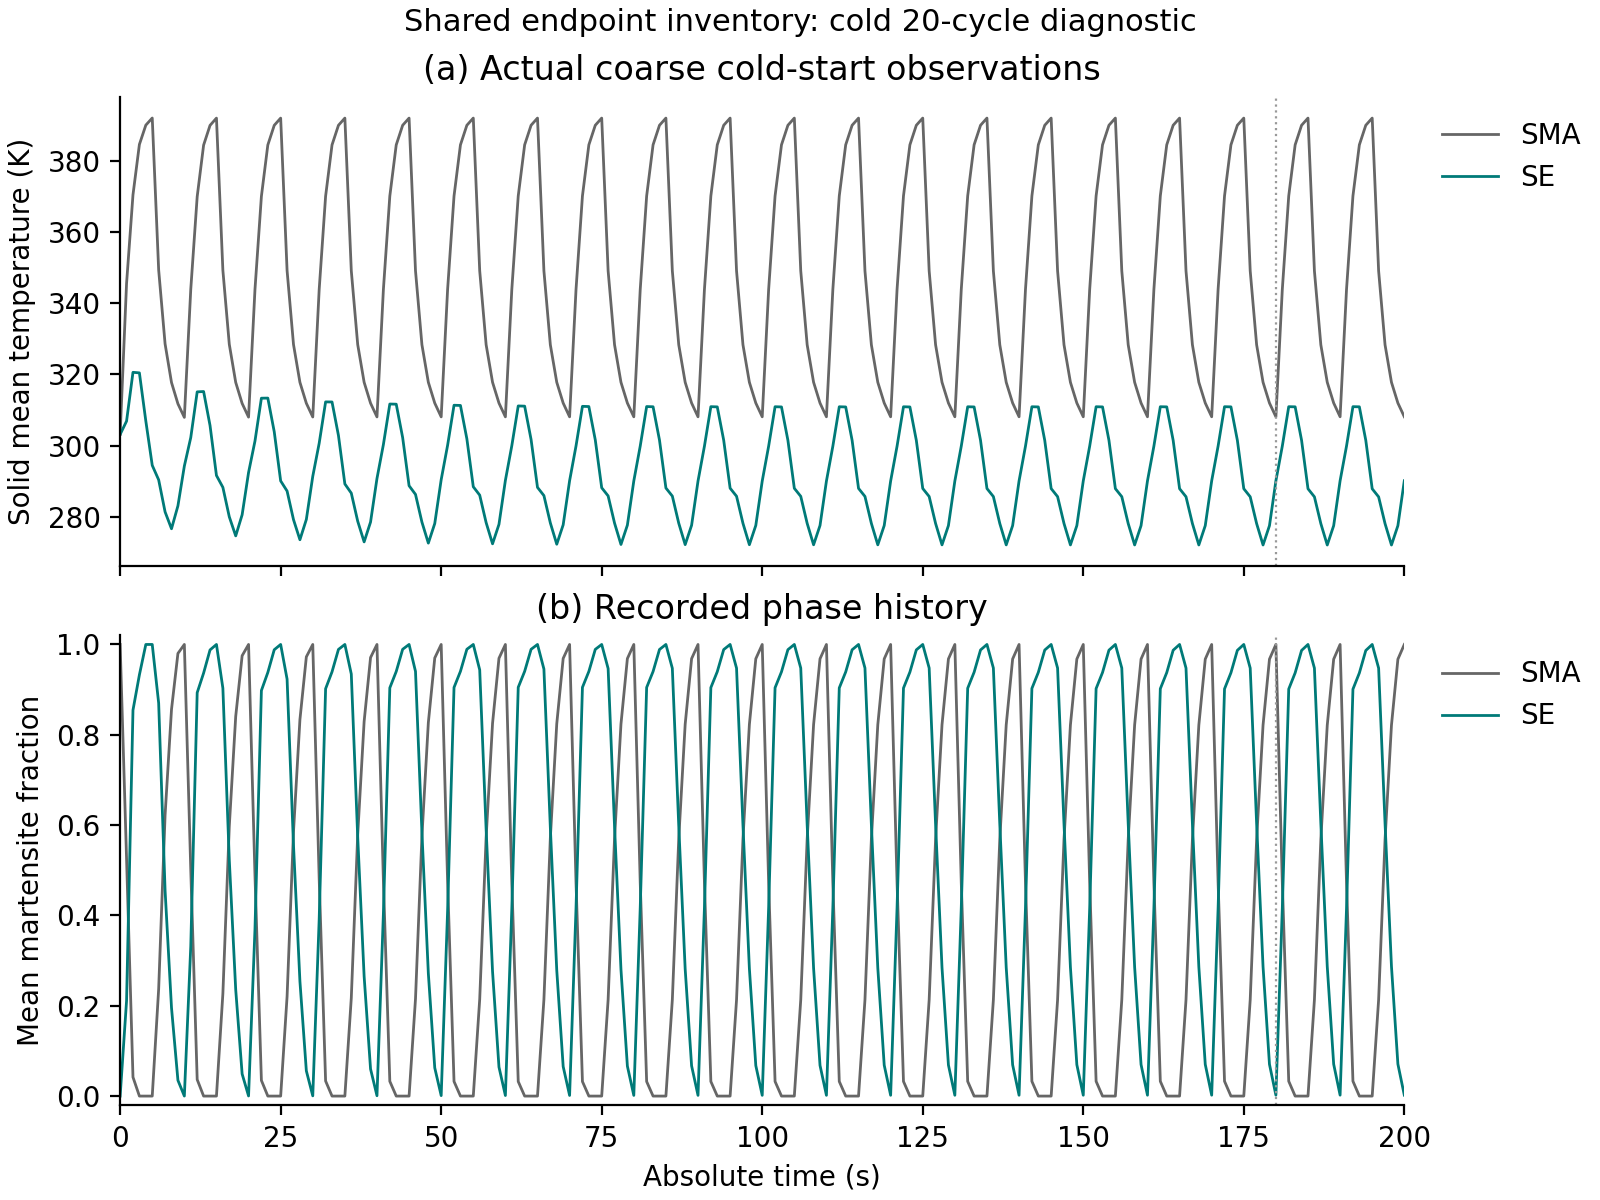 Shared endpoint inventory: cold 20-cycle diagnostic
(a) Actual coarse cold-start observations
Solid mean temperature (K)
380
360
340
320
300
280
SMA
SE
(b) Recorded phase history
Mean martensite fraction
1.0
0.8
0.6
0.4
0.2
0.0
SMA
SE
0 25 50 75 100 125 150 175 200
Absolute time (s)